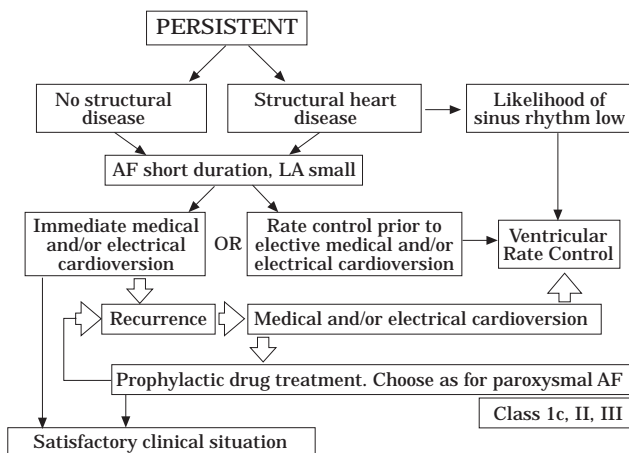 PERSISTENT
No structural
disease
Structural heart
disease
Likelihood of
sinus rhythm low
AF short duration, LA small
Immediate medical
and/or electrical
cardioversion
OR
Rate control prior to
elective medical and/or
electrical cardioversion
Ventricular
Rate Control
Recurrence
Medical and/or electrical cardioversion
Prophylactic drug treatment. Choose as for paroxysmal AF
Class 1c, II, III
Satisfactory clinical situation